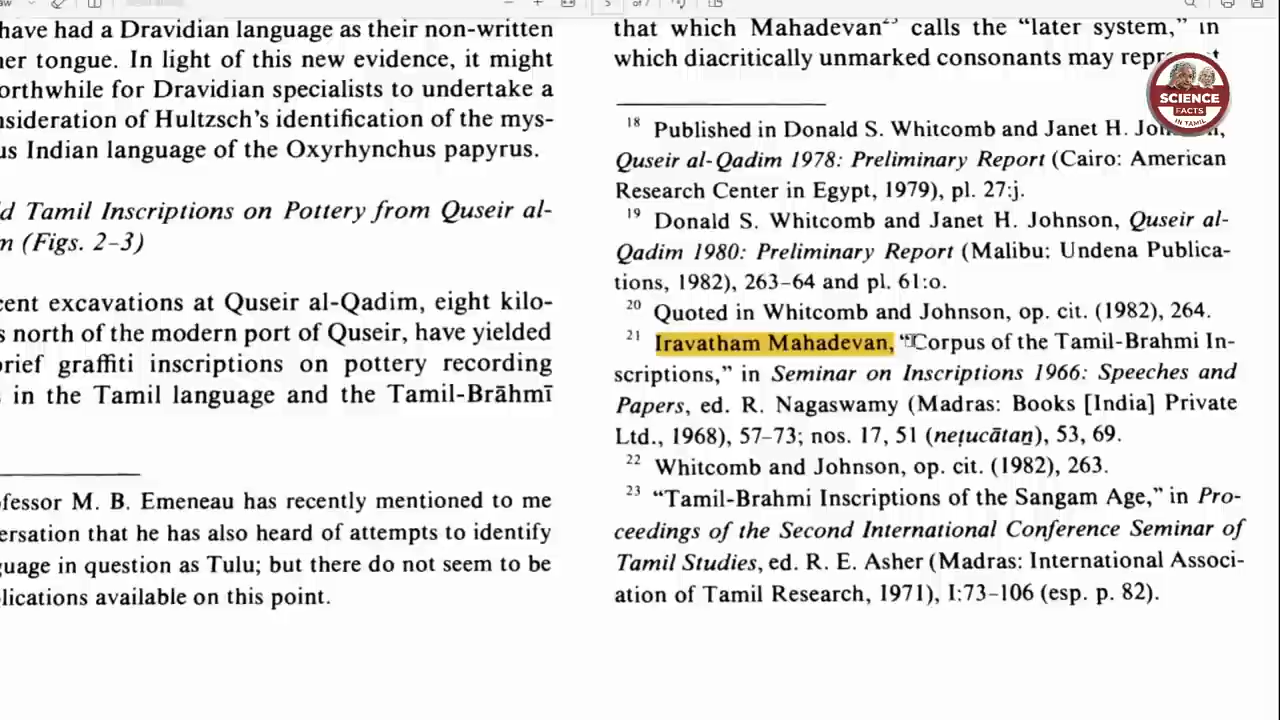 have had a Dravidian language as their non-written
er tongue. In light of this new evidence, it might
orthwhile for Dravidian specialists to undertake a
nsideration of Hultzsch's identification of the mys-
us Indian language of the Oxyrhynchus papyrus.
d Tamil Inscriptions on Pottery from Quseir al-
m (Figs. 2–3)
cent excavations at Quseir al-Qadim, eight kilo-
s north of the modern port of Quseir, have yielded
rief graffiti inscriptions on pottery recording
in the Tamil language and the Tamil-Brāhmī
fessor M. B. Emeneau has recently mentioned to me
ersation that he has also heard of attempts to identify
guage in question as Tulu; but there do not seem to be
lications available on this point.
that which Mahadevan²³ calls the “later system,” in
which diacritically unmarked consonants may
18 Published in Donald S. Whitcomb and Janet H.
Quseir al-Qadim 1978: Preliminary Report (Cairo: American
Research Center in Egypt, 1979), pl. 27:j.
19 Donald S. Whitcomb and Janet H. Johnson, Quseir al-
Qadim 1980: Preliminary Report (Malibu: Undena Publica-
tions, 1982), 263–64 and pl. 61:o.
20 Quoted in Whitcomb and Johnson, op. cit. (1982), 264.
21 Iravatham Mahadevan, “Corpus of the Tamil-Brahmi In-
scriptions,” in Seminar on Inscriptions 1966: Speeches and
Papers, ed. R. Nagaswamy (Madras: Books [India] Private
Ltd., 1968), 57–73; nos. 17, 51 (neṭucātaṉ), 53, 69.
22 Whitcomb and Johnson, op. cit. (1982), 263.
23 “Tamil-Brahmi Inscriptions of the Sangam Age,” in Pro-
ceedings of the Second International Conference Seminar of
Tamil Studies, ed. R. E. Asher (Madras: International Associ-
ation of Tamil Research, 1971), I:73–106 (esp. p. 82).
SCIENCE
FACTS
IN TAMIL